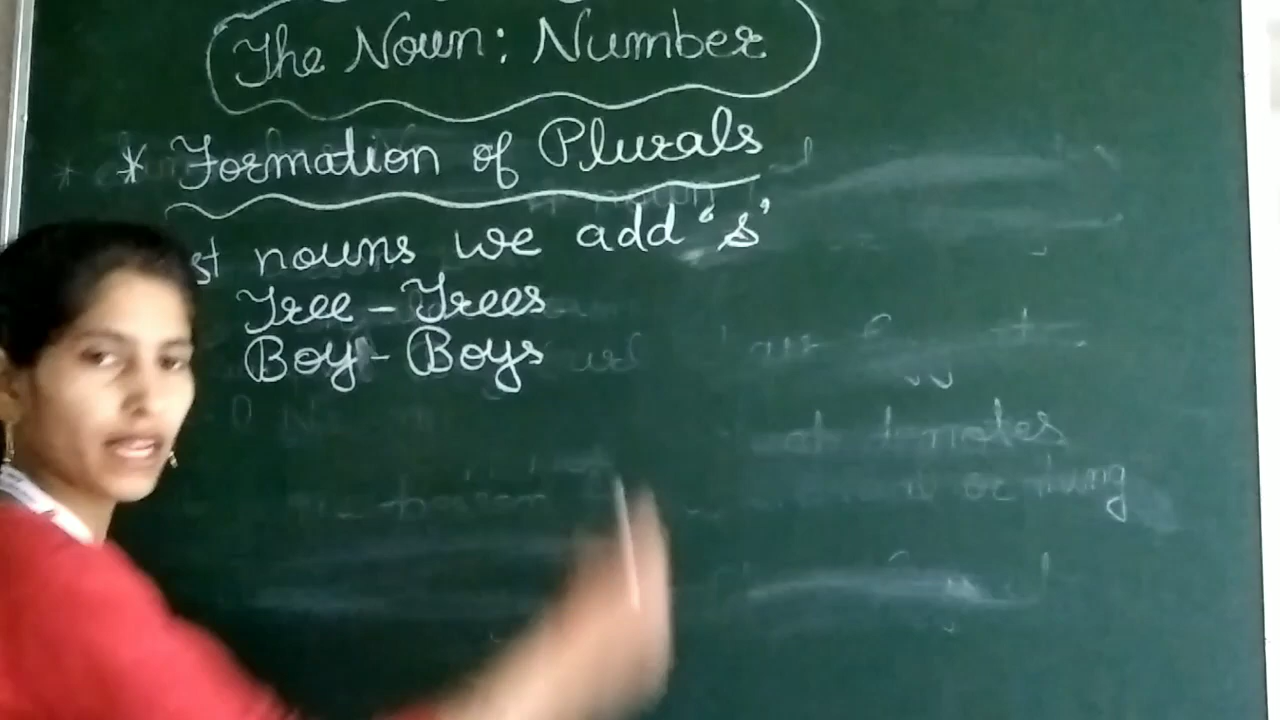 The Noun: Number
* Formation of Plurals
st nouns we add 's'
Tree - Trees
Boy - Boys